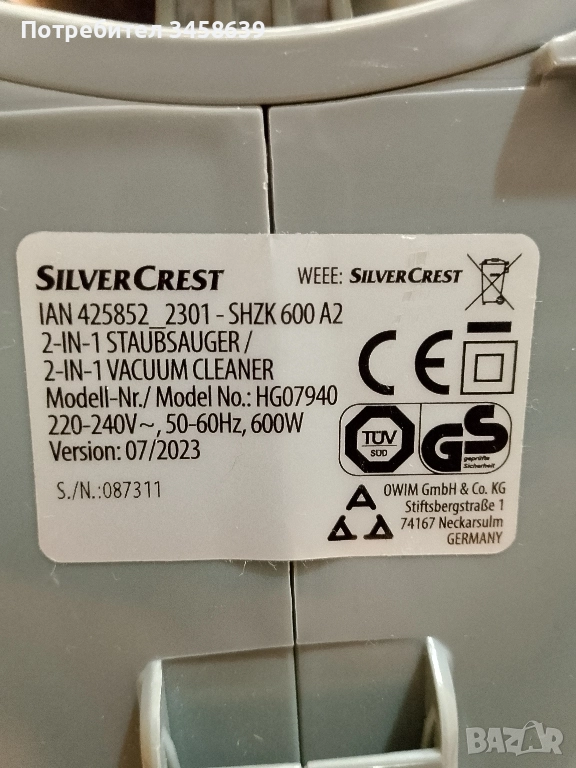 Потребител 3458639
SILVERCREST
WEEE: SILVERCREST
IAN 425852_2301 - SHZK 600 A2
2-IN-1 STAUBSAUGER /
2-IN-1 VACUUM CLEANER
Modell-Nr./ Model No.: HG07940
220-240V~, 50-60Hz, 600W
Version: 07/2023
S./N.:087311
CE
TÜV
SÜD
GS
geprüfte
Sicherheit
OWIM GmbH & Co. KG
Stiftsbergstraße 1
74167 Neckarsulm
GERMANY
BAZAR